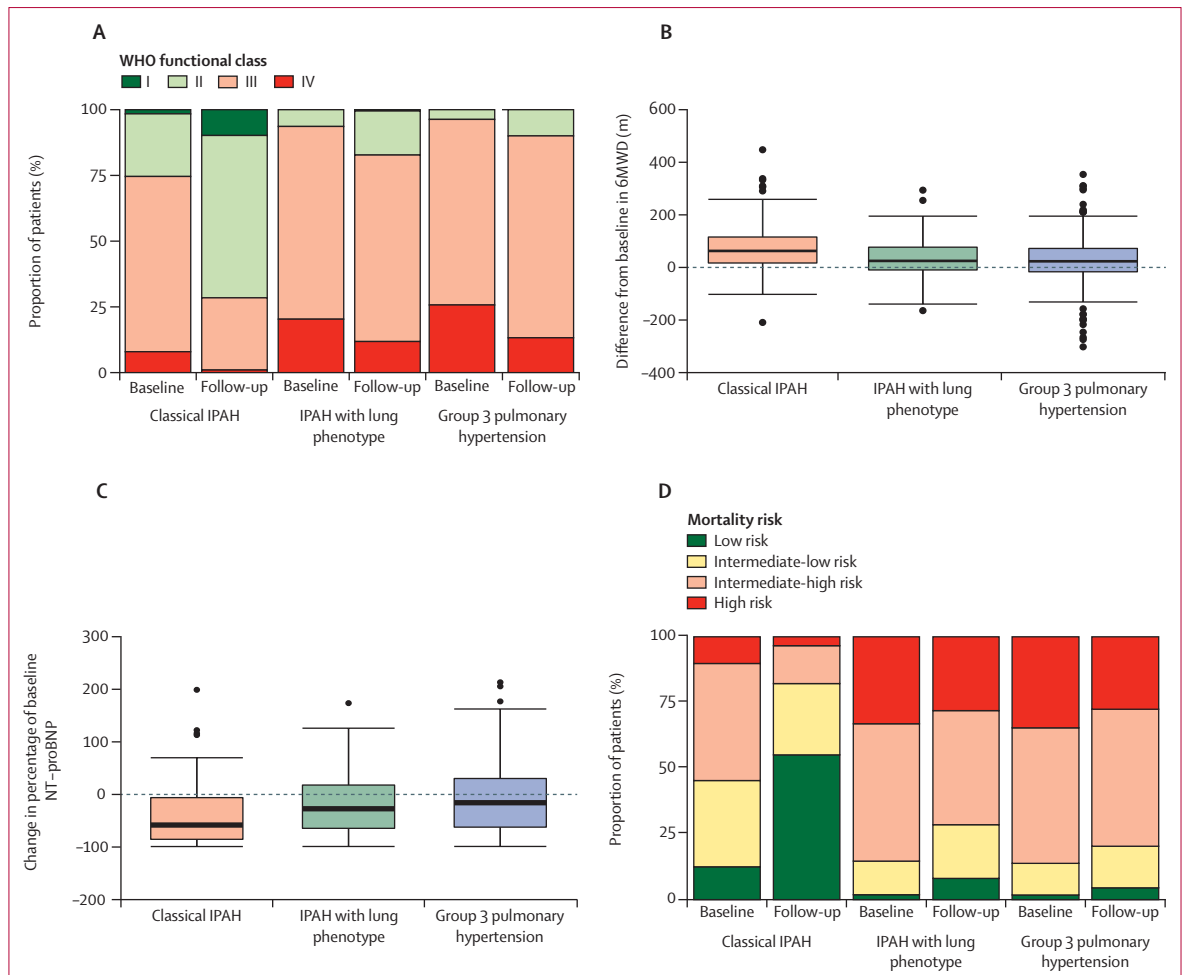 A
WHO functional class
I II III IV
Proportion of patients (%)
100
75
50
25
0
Baseline Follow-up Baseline Follow-up Baseline Follow-up
Classical IPAH
IPAH with lung
phenotype
Group 3 pulmonary
hypertension
B
Difference from baseline in 6MWD (m)
600
400
200
0
−200
−400
Classical IPAH
IPAH with lung
phenotype
Group 3 pulmonary
hypertension
C
Change in percentage of baseline
NT–proBNP
300
200
100
0
−100
−200
Classical IPAH
IPAH with lung
phenotype
Group 3 pulmonary
hypertension
D
Mortality risk
Low risk
Intermediate-low risk
Intermediate-high risk
High risk
Proportion of patients (%)
100
75
50
25
0
Baseline Follow-up Baseline Follow-up Baseline Follow-up
Classical IPAH
IPAH with lung
phenotype
Group 3 pulmonary
hypertension